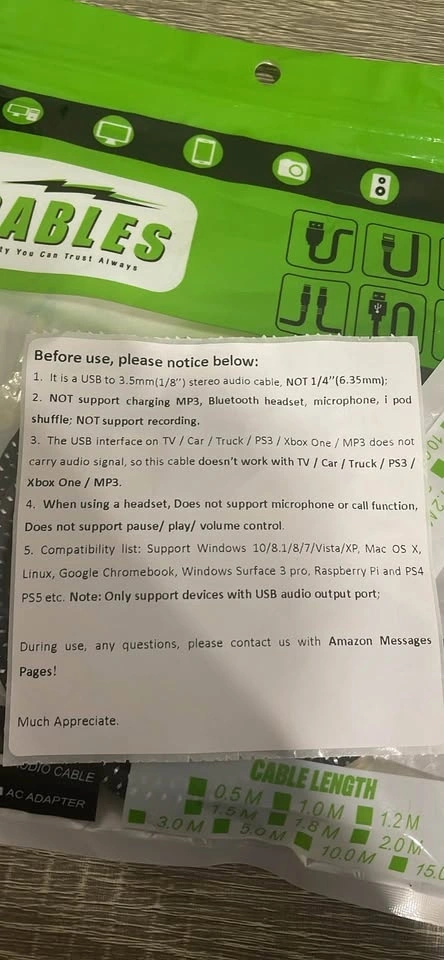 ABLES
ty You Can Trust Always
Before use, please notice below:
1. It is a USB to 3.5mm(1/8") stereo audio cable, NOT 1/4"(6.35mm);
2. NOT support charging MP3, Bluetooth headset, microphone, i pod
shuffle; NOT support recording.
3. The USB interface on TV / Car / Truck / PS3 / Xbox One / MP3 does not
carry audio signal, so this cable doesn't work with TV / Car / Truck / PS3 /
Xbox One / MP3.
4. When using a headset, Does not support microphone or call function,
Does not support pause/ play/ volume control.
5. Compatibility list: Support Windows 10/8.1/8/7/Vista/XP, Mac OS X,
Linux, Google Chromebook, Windows Surface 3 pro, Raspberry Pi and PS4
PS5 etc. Note: Only support devices with USB audio output port;
During use, any questions, please contact us with Amazon Messages
Pages!
Much Appreciate.
UDIO CABLE
AC ADAPTER
CABLE LENGTH
0.5M 1.0M 1.2M
1.5M 1.8M 2.0M
3.0M 5.0M 10.0M 15.0